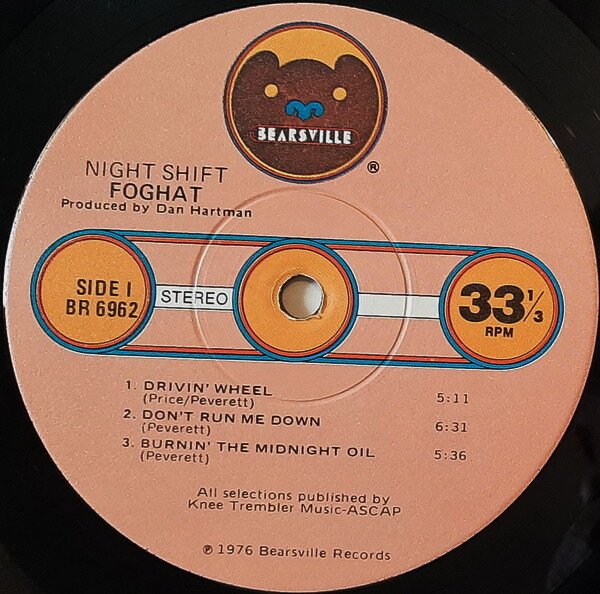 BEARSVILLE
®
NIGHT SHIFT
FOGHAT
Produced by Dan Hartman
SIDE I
BR 6962
STEREO
33 1/3
RPM
1. DRIVIN' WHEEL 5:11
(Price/Peverett)
2. DON'T RUN ME DOWN 6:31
(Peverett)
3. BURNIN' THE MIDNIGHT OIL 5:36
(Peverett)
All selections published by
Knee Trembler Music-ASCAP
℗ 1976 Bearsville Records